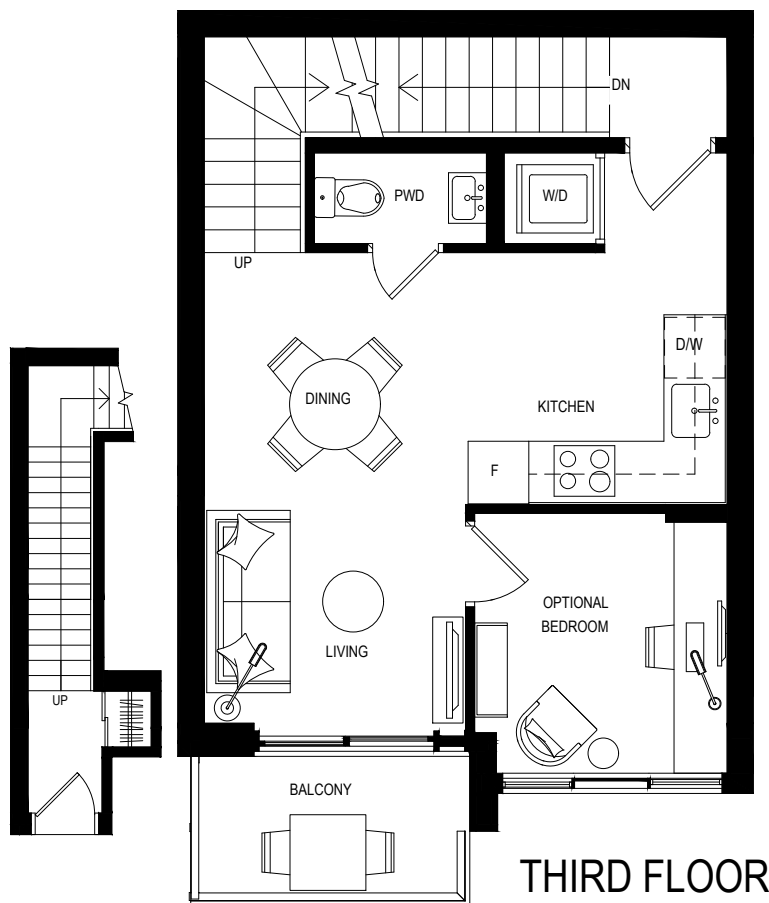 DN
PWD
W/D
UP
D/W
DINING
KITCHEN
F
OPTIONAL
BEDROOM
LIVING
UP
BALCONY
THIRD FLOOR